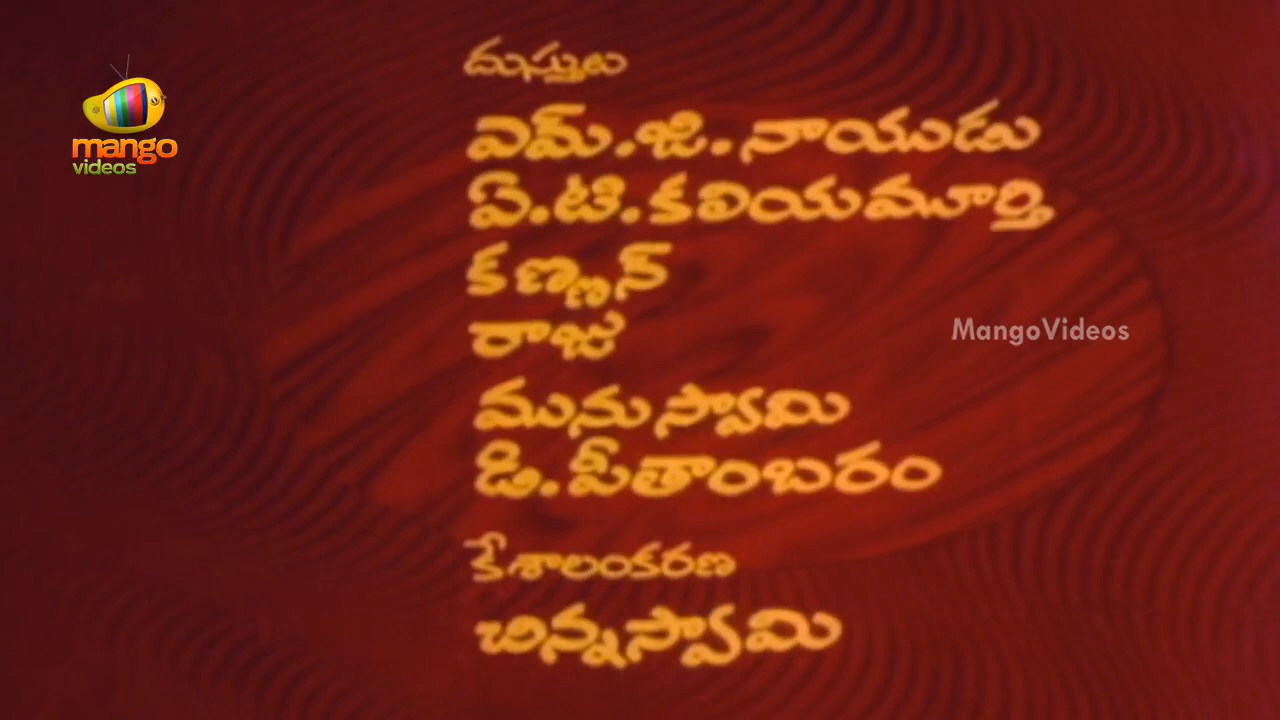 mango
videos
దుస్తులు
ఎమ్.జి.నాయుడు
ఏ.టి.కలియమూర్తి
కణ్ణన్
రాజు
MangoVideos
మునుస్వామి
డి.పీతాంబరం
కేశాలంకరణ
చిన్నస్వామి